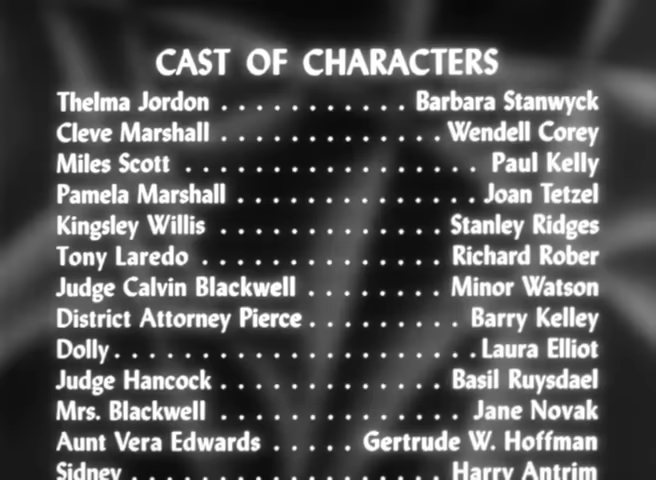 CAST OF CHARACTERS
Thelma Jordon . . . . . . . . . . . Barbara Stanwyck
Cleve Marshall . . . . . . . . . . . . . Wendell Corey
Miles Scott . . . . . . . . . . . . . . . . . Paul Kelly
Pamela Marshall . . . . . . . . . . . . . . Joan Tetzel
Kingsley Willis . . . . . . . . . . . . . Stanley Ridges
Tony Laredo . . . . . . . . . . . . . . Richard Rober
Judge Calvin Blackwell . . . . . . . . Minor Watson
District Attorney Pierce . . . . . . . . . Barry Kelley
Dolly . . . . . . . . . . . . . . . . . . . . . Laura Elliot
Judge Hancock . . . . . . . . . . . . . Basil Ruysdael
Mrs. Blackwell . . . . . . . . . . . . . . Jane Novak
Aunt Vera Edwards . . . . . Gertrude W. Hoffman
Sidney . . . . . . . . . . . . . . . . . . Harry Antrim